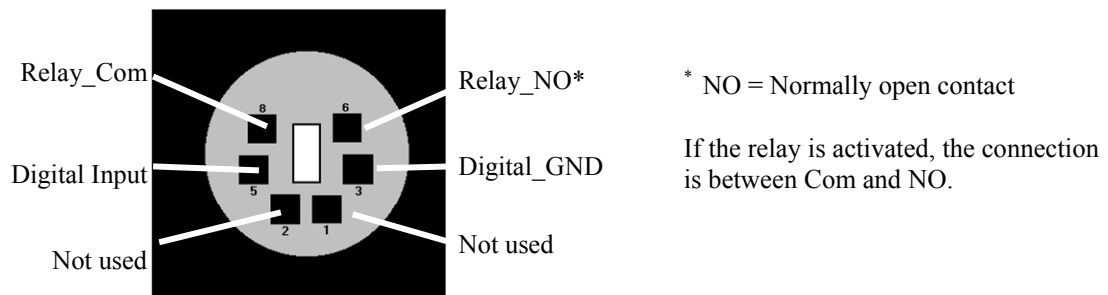 Relay_Com
Relay_NO*
* NO = Normally open contact
8
6
If the relay is activated, the connection
is between Com and NO.
Digital Input
Digital_GND
5
3
2
1
Not used
Not used